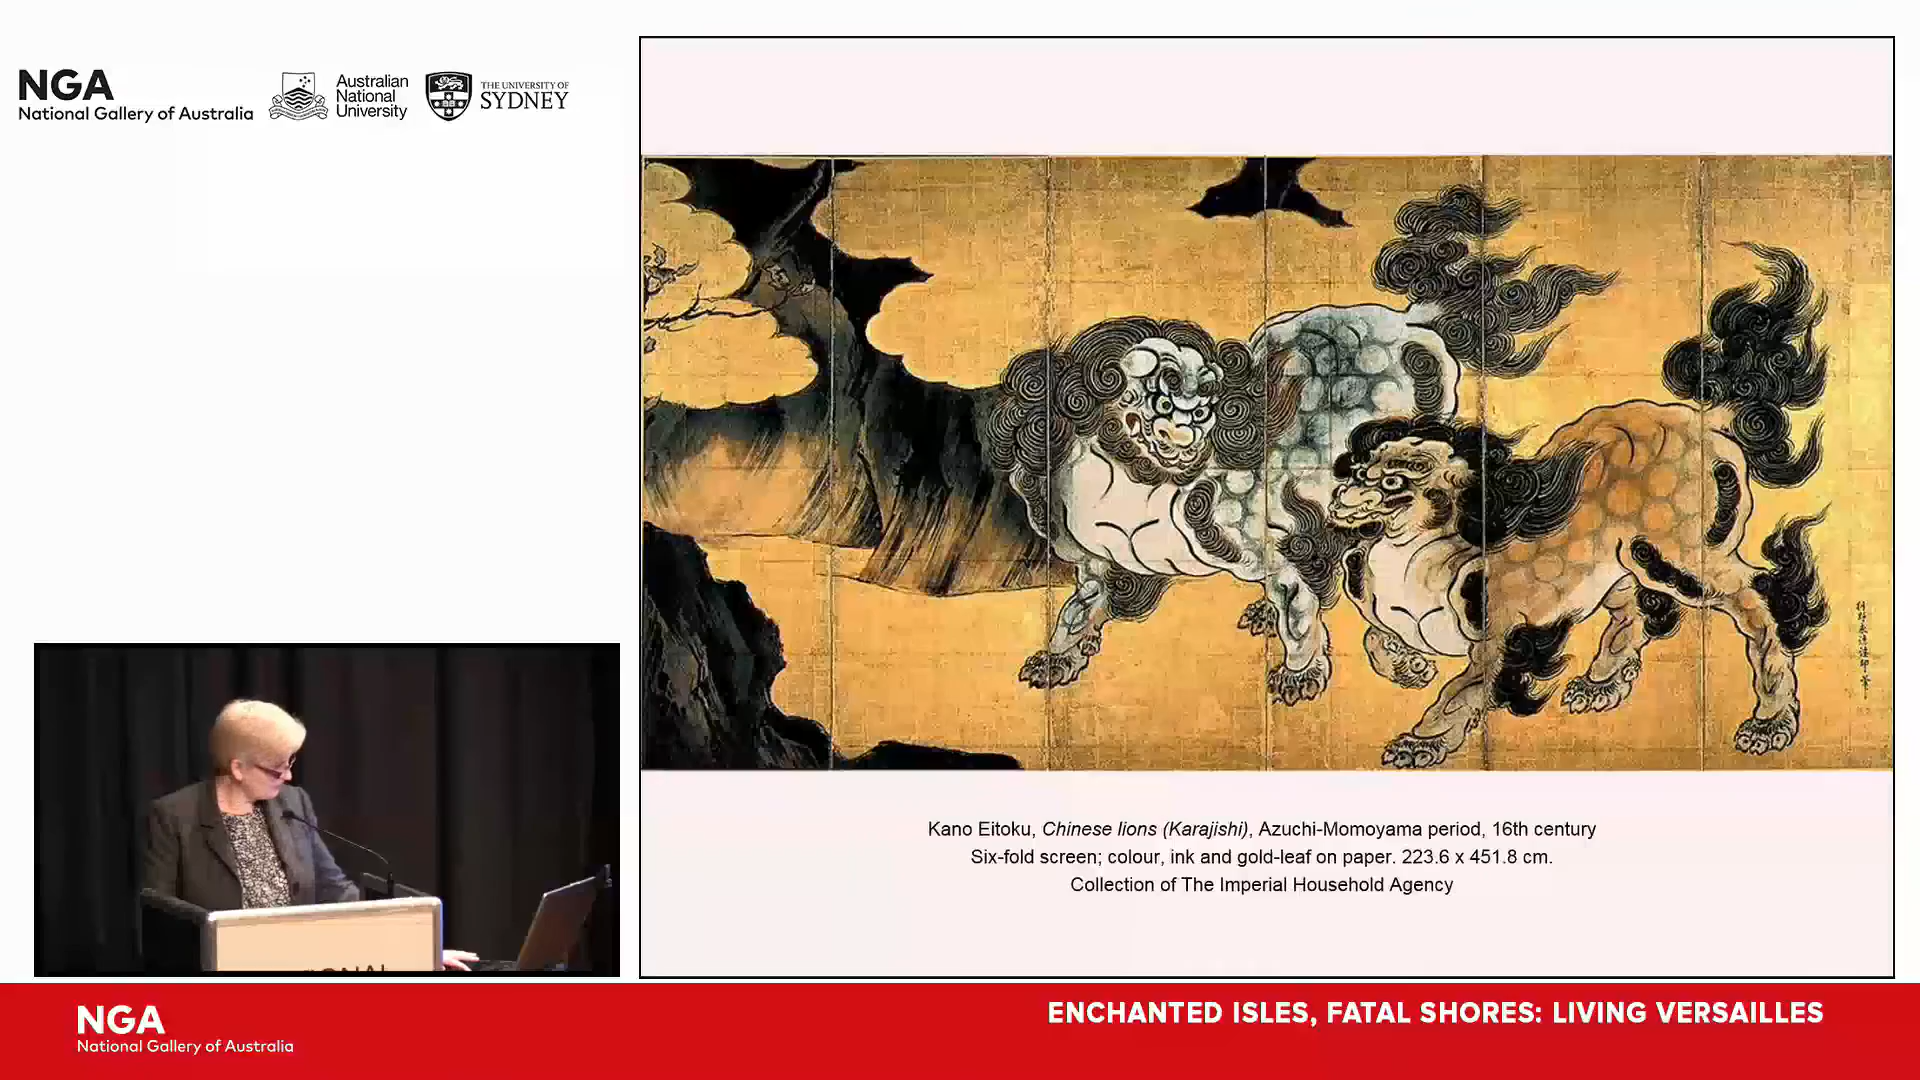 NGA
National Gallery of Australia
Australian
National
University
THE UNIVERSITY OF
SYDNEY
Kano Eitoku, Chinese lions (Karajishi), Azuchi-Momoyama period, 16th century
Six-fold screen; colour, ink and gold-leaf on paper. 223.6 x 451.8 cm.
Collection of The Imperial Household Agency
NGA
National Gallery of Australia
ENCHANTED ISLES, FATAL SHORES: LIVING VERSAILLES